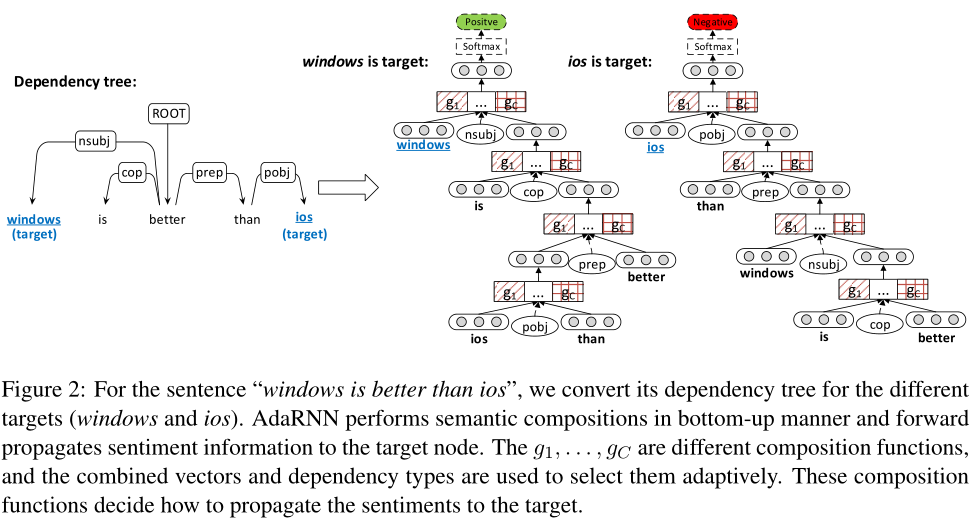 Dependency tree:
ROOT
nsubj
cop
prep
pobj
windows
(target)
is
better
than
ios
(target)
windows is target:
Positve
Softmax
g1 ... gC
windows
nsubj
g1 ... gC
is
cop
g1 ... gC
prep
better
g1 ... gC
ios
pobj
than
ios is target:
Negative
Softmax
g1 ... gC
ios
pobj
g1 ... gC
than
prep
g1 ... gC
windows
nsubj
g1 ... gC
is
cop
better
Figure 2: For the sentence “windows is better than ios”, we convert its dependency tree for the different
targets (windows and ios). AdaRNN performs semantic compositions in bottom-up manner and forward
propagates sentiment information to the target node. The g1, . . . , gC are different composition functions,
and the combined vectors and dependency types are used to select them adaptively. These composition
functions decide how to propagate the sentiments to the target.